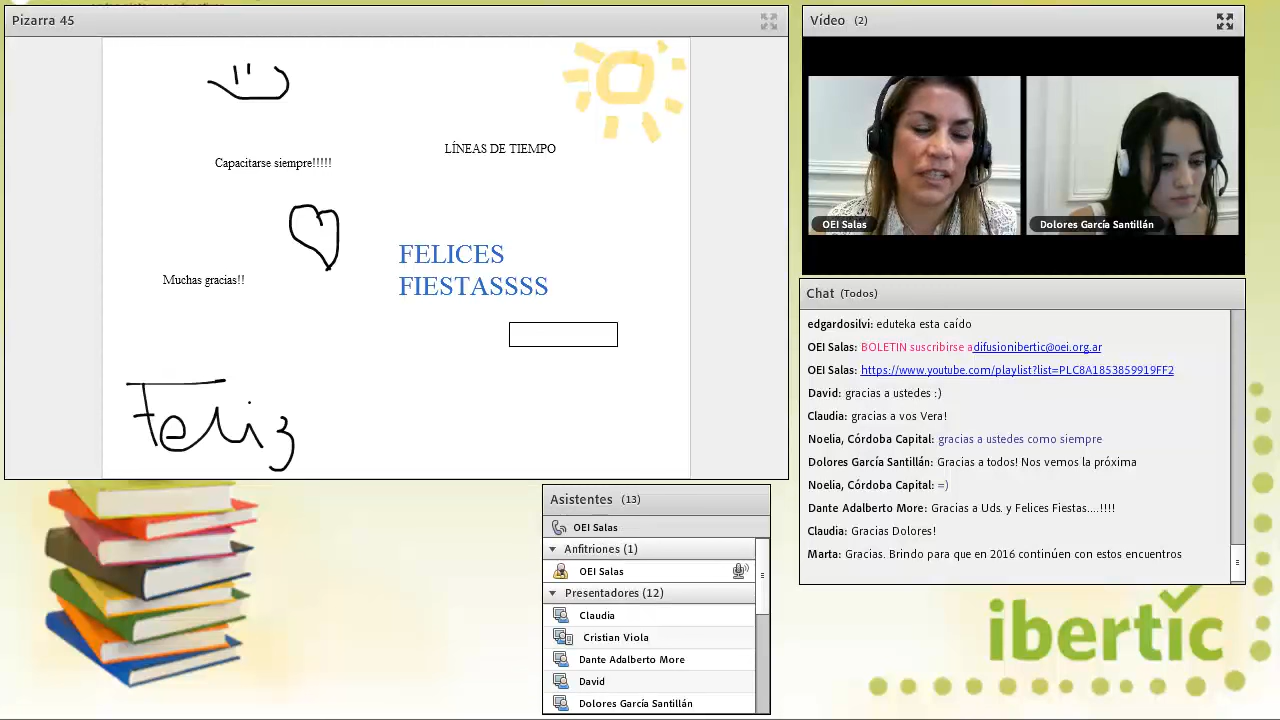 Pizarra 45
Capacitarse siempre!!!!!
LÍNEAS DE TIEMPO
FELICES
FIESTASSSS
Muchas gracias!!
Feliz
Vídeo (2)
OEI Salas
Dolores García Santillán
Chat (Todos)
edgardosilvi: eduteka esta caído
OEI Salas: BOLETIN suscribirse adifusionibertic@oei.org.ar
OEI Salas: https://www.youtube.com/playlist?list=PLC8A1853859919FF2
David: gracias a ustedes :)
Claudia: gracias a vos Vera!
Noelia, Córdoba Capital: gracias a ustedes como siempre
Dolores García Santillán: Gracias a todos! Nos vemos la próxima
Noelia, Córdoba Capital: =)
Dante Adalberto More: Gracias a Uds. y Felices Fiestas....!!!!
Claudia: Gracias Dolores!
Marta: Gracias. Brindo para que en 2016 continúen con estos encuentros
Asistentes (13)
OEI Salas
Anfitriones (1)
OEI Salas
Presentadores (12)
Claudia
Cristian Viola
Dante Adalberto More
David
Dolores García Santillán
ibertic